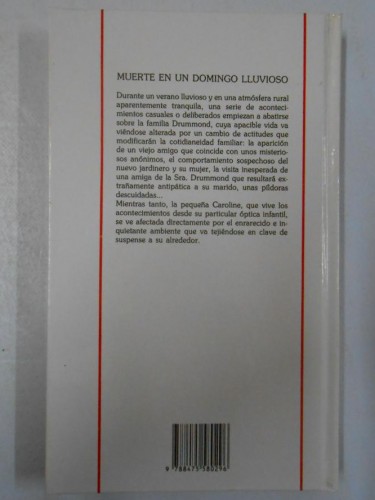 MUERTE EN UN DOMINGO LLUVIOSO
Durante un verano lluvioso y en una atmósfera rural
aparentemente tranquila, una serie de aconteci-
mientos casuales o deliberados empiezan a abatirse
sobre la familia Drummond, cuya apacible vida va
viéndose alterada por un cambio de actitudes que
modificarán la cotidianeidad familiar: la aparición
de un viejo amigo que coincide con unos misterio-
sos anónimos, el comportamiento sospechoso del
nuevo jardinero y su mujer, la visita inesperada de
una amiga de la Sra. Drummond que resultará es-
trañamente antipática a su marido, unas píldoras
descuidadas...
Mientras tanto, la pequeña Caroline, que vive los
acontecimientos desde su particular óptica infantil,
se ve afectada directamente por el enrarecido e in-
quietante ambiente que va tejiéndose en clave de
suspense a su alrededor.
9 788475 580296